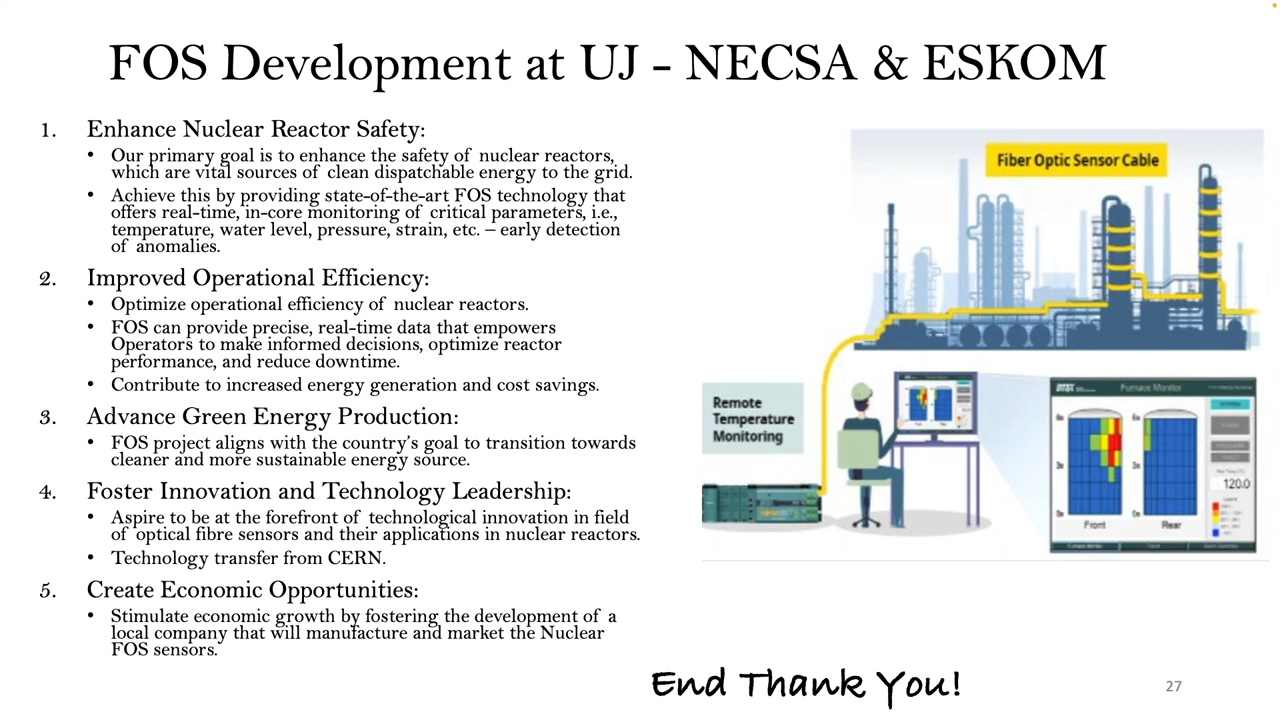 FOS Development at UJ - NECSA & ESKOM
1. Enhance Nuclear Reactor Safety:
• Our primary goal is to enhance the safety of nuclear reactors,
which are vital sources of clean dispatchable energy to the grid.
• Achieve this by providing state-of-the-art FOS technology that
offers real-time, in-core monitoring of critical parameters, i.e.,
temperature, water level, pressure, strain, etc. – early detection
of anomalies.
2. Improved Operational Efficiency:
• Optimize operational efficiency of nuclear reactors.
• FOS can provide precise, real-time data that empowers
Operators to make informed decisions, optimize reactor
performance, and reduce downtime.
• Contribute to increased energy generation and cost savings.
3. Advance Green Energy Production:
• FOS project aligns with the country's goal to transition towards
cleaner and more sustainable energy source.
4. Foster Innovation and Technology Leadership:
• Aspire to be at the forefront of technological innovation in field
of optical fibre sensors and their applications in nuclear reactors.
• Technology transfer from CERN.
5. Create Economic Opportunities:
• Stimulate economic growth by fostering the development of a
local company that will manufacture and market the Nuclear
FOS sensors.
Fiber Optic Sensor Cable
Remote
Temperature
Monitoring
Furnace Monitor
120.0
Front
Rear
End Thank You!
27